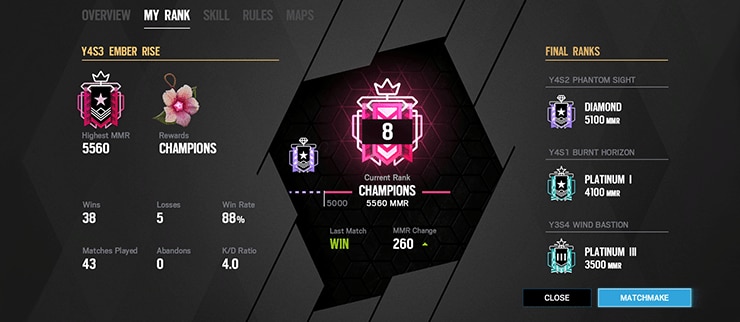 OVERVIEW MY RANK SKILL RULES MAPS
Y4S3 EMBER RISE
Highest MMR
5560
Rewards
CHAMPIONS
Wins
38
Losses
5
Win Rate
88%
Matches Played
43
Abandons
0
K/D Ratio
4.0
8
5000
Current Rank
CHAMPIONS
5560 MMR
Last Match
WIN
MMR Change
260
FINAL RANKS
Y4S2 PHANTOM SIGHT
DIAMOND
5100 MMR
Y4S1 BURNT HORIZON
PLATINUM I
4100 MMR
Y3S4 WIND BASTION
III
PLATINUM III
3500 MMR
CLOSE
MATCHMAKE